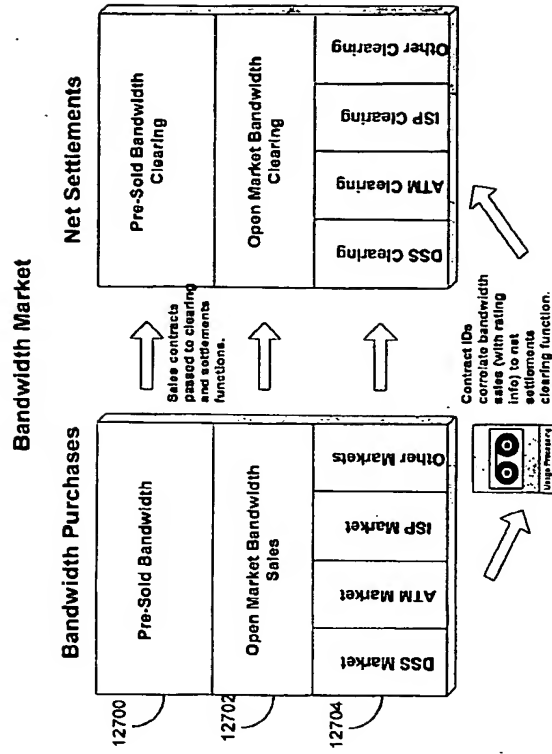 Bandwidth Market
Bandwidth Purchases
Net Settlements
12700
Pre-Sold Bandwidth
12702
Open Market Bandwidth
Sales
12704
DSS Market
ATM Market
ISP Market
Other Markets
Sales contracts
passed to clearing
and settlements
functions.
Pre-Sold Bandwidth
Clearing
Open Market Bandwidth
Clearing
DSS Clearing
ATM Clearing
ISP Clearing
Other Clearing
Usage Processing
Contract IDs
corrolate bandwidth
sales (with rating
info) to net
settlements
clearing function.